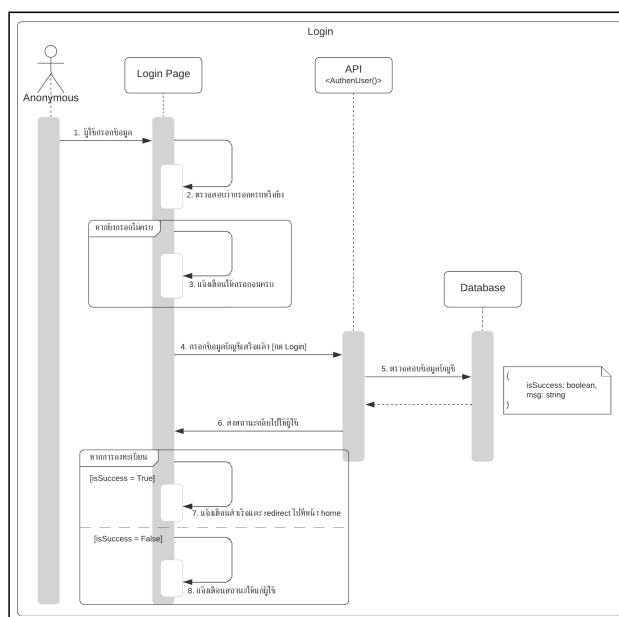 Login
Anonymous
Login Page
API
<AuthenUser()>
1. ผู้ใช้กรอกข้อมูล
2. ตรวจสอบว่ากรอกครบหรือยัง
หากยังกรอกไม่ครบ
3. แจ้งเตือนให้กรอกจนครบ
Database
4. กรอกข้อมูลบัญชีเสร็จแล้ว [กด Login]
5. ตรวจสอบข้อมูลบัญชี
{
isSuccess: boolean,
msg: string
}
6. ส่งสถานะกลับไปให้ผู้ใช้
หากการลงทะเบียน
[isSuccess = True]
7. แจ้งเตือนสำเร็จและ redirect ไปที่หน้า home
[isSuccess = False]
8. แจ้งเตือนสถานะให้แก่ผู้ใช้